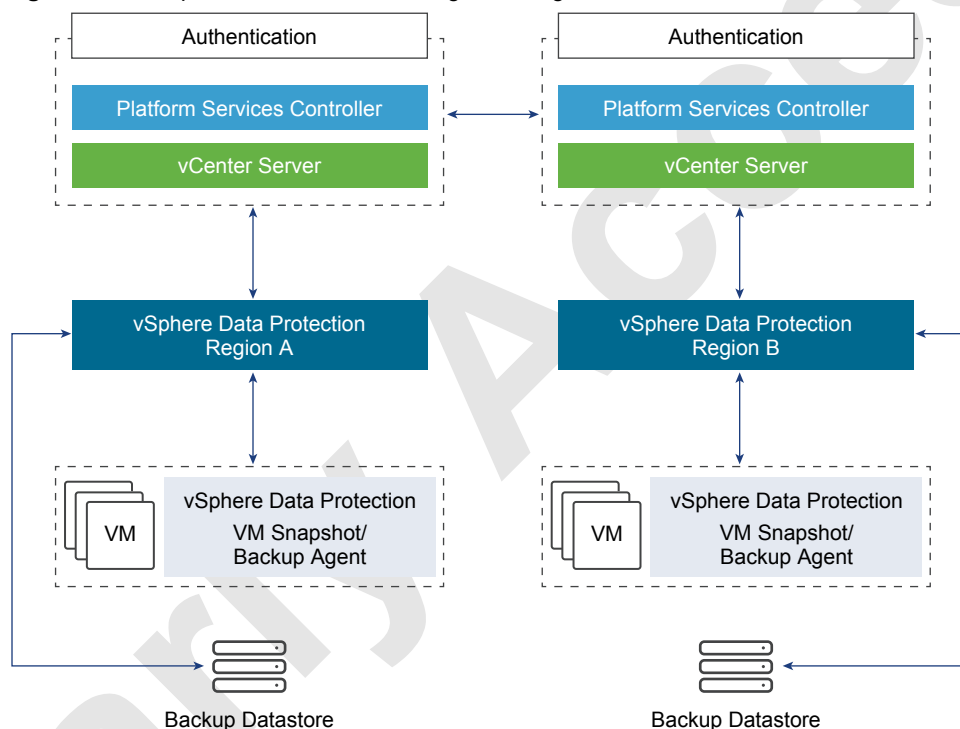 Authentication
Platform Services Controller
vCenter Server
vSphere Data Protection
Region A
VM
vSphere Data Protection
VM Snapshot/
Backup Agent
Backup Datastore
Authentication
Platform Services Controller
vCenter Server
vSphere Data Protection
Region B
VM
vSphere Data Protection
VM Snapshot/
Backup Agent
Backup Datastore